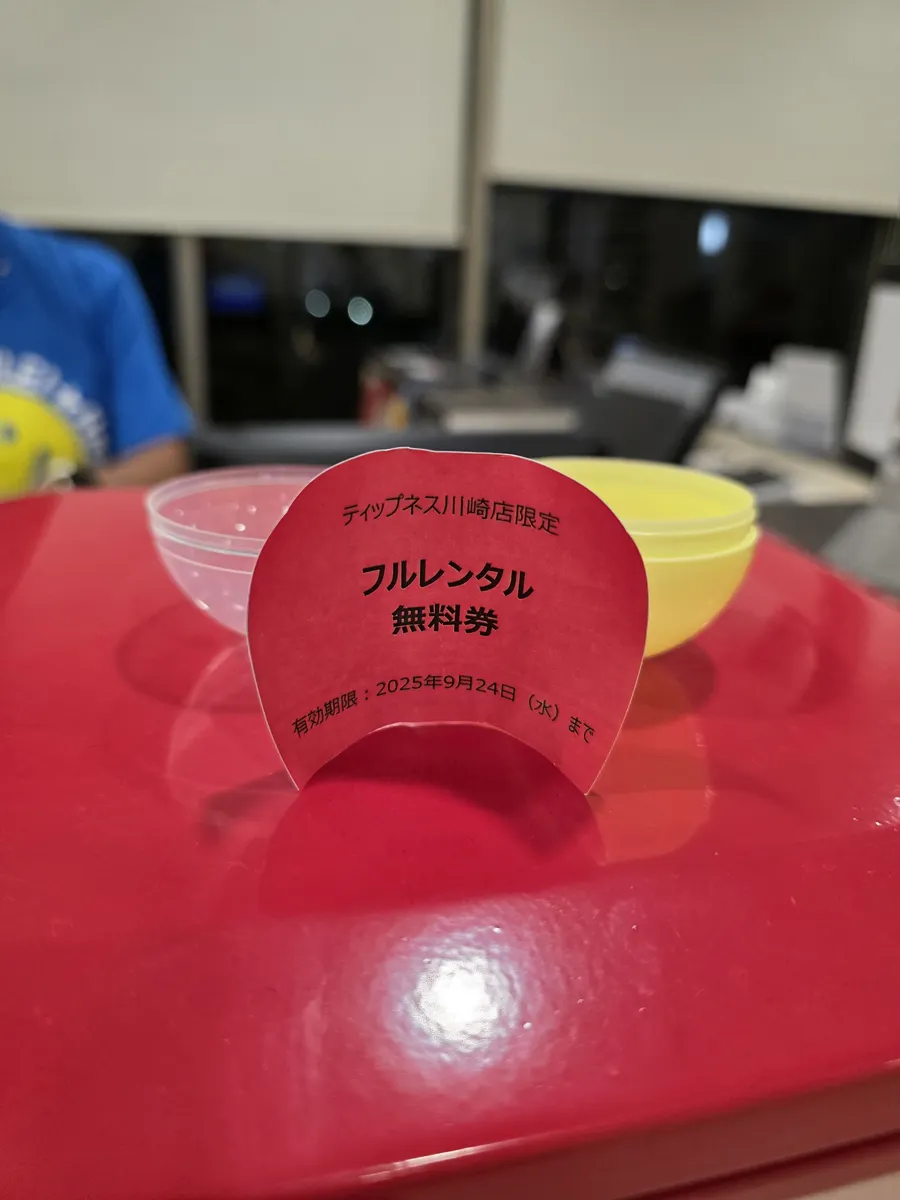 ティップネス川崎店限定
フルレンタル
無料券
有効期限：2025年9月24日（水）まで